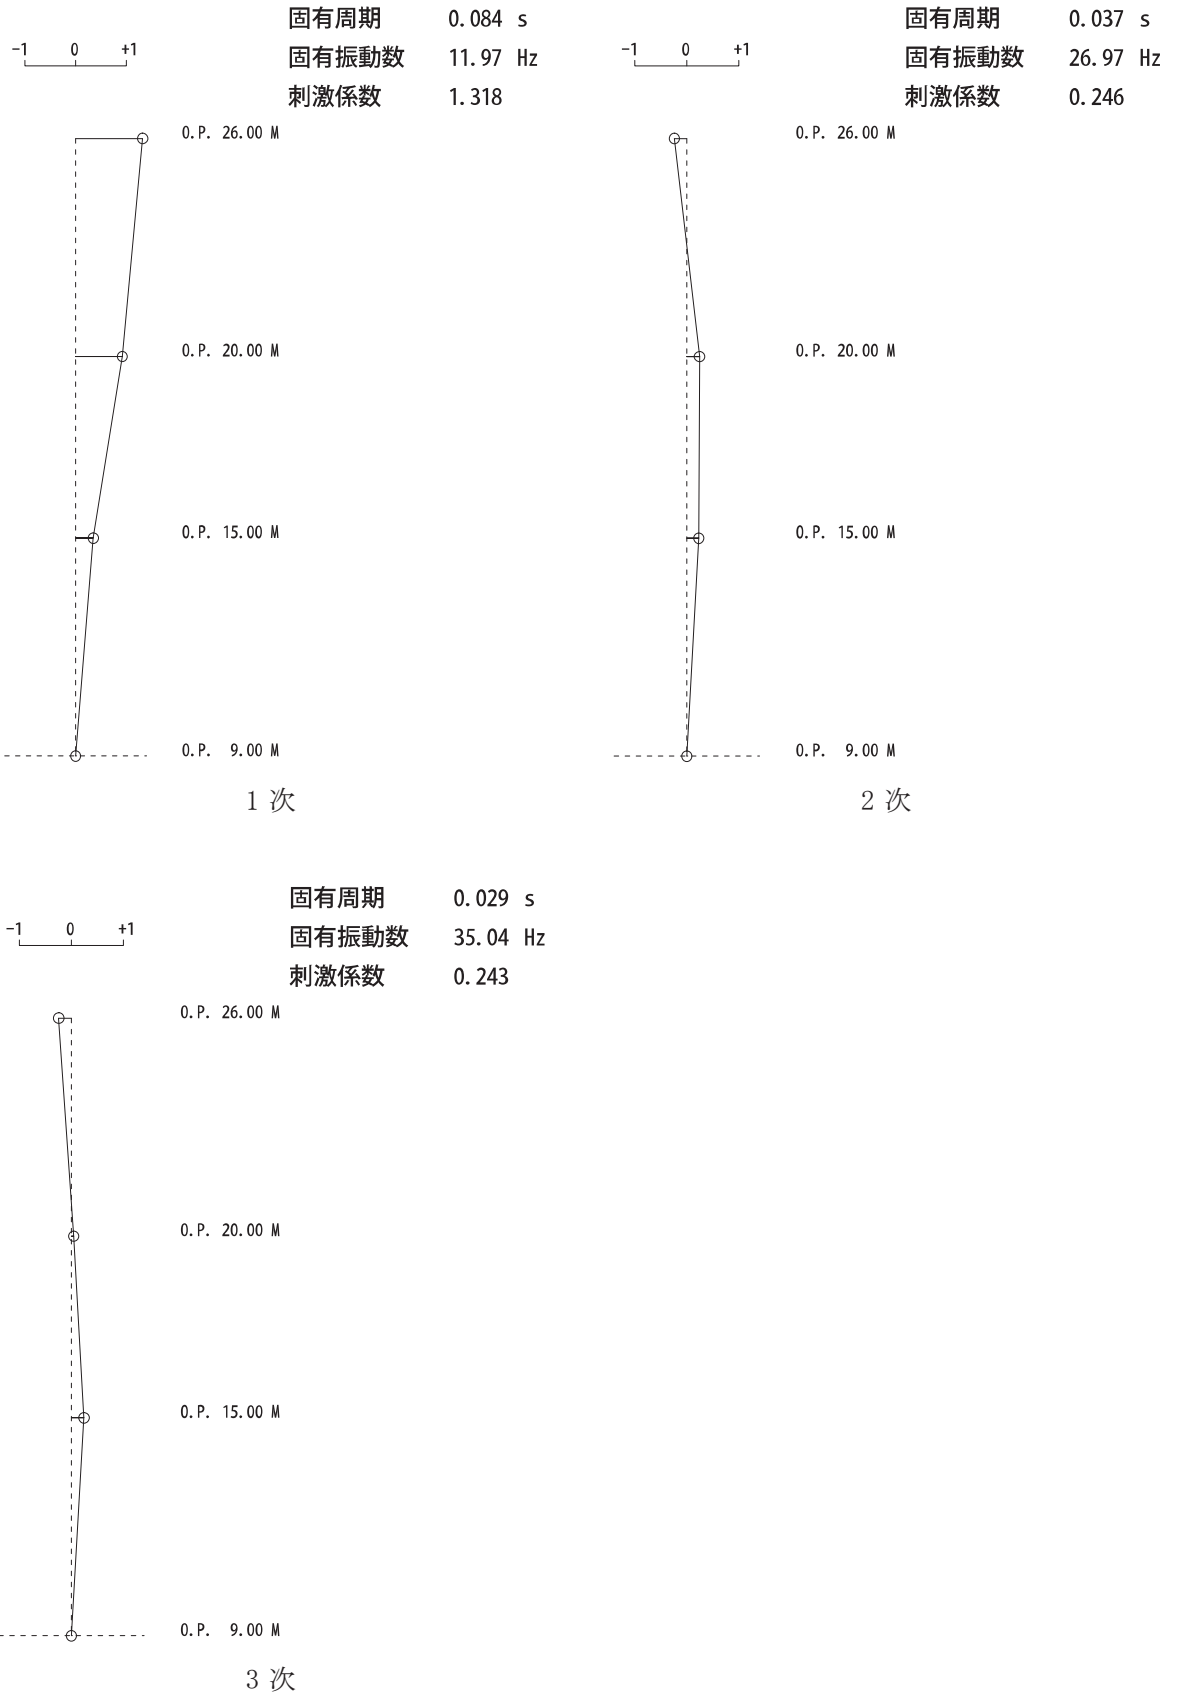 固有周期 0.084 s
固有振動数 11.97 Hz
刺激係数 1.318
-1 0 +1
O.P. 26.00 M
O.P. 20.00 M
O.P. 15.00 M
O.P. 9.00 M
1次
固有周期 0.037 s
固有振動数 26.97 Hz
刺激係数 0.246
-1 0 +1
O.P. 26.00 M
O.P. 20.00 M
O.P. 15.00 M
O.P. 9.00 M
2次
固有周期 0.029 s
固有振動数 35.04 Hz
刺激係数 0.243
-1 0 +1
O.P. 26.00 M
O.P. 20.00 M
O.P. 15.00 M
O.P. 9.00 M
3次